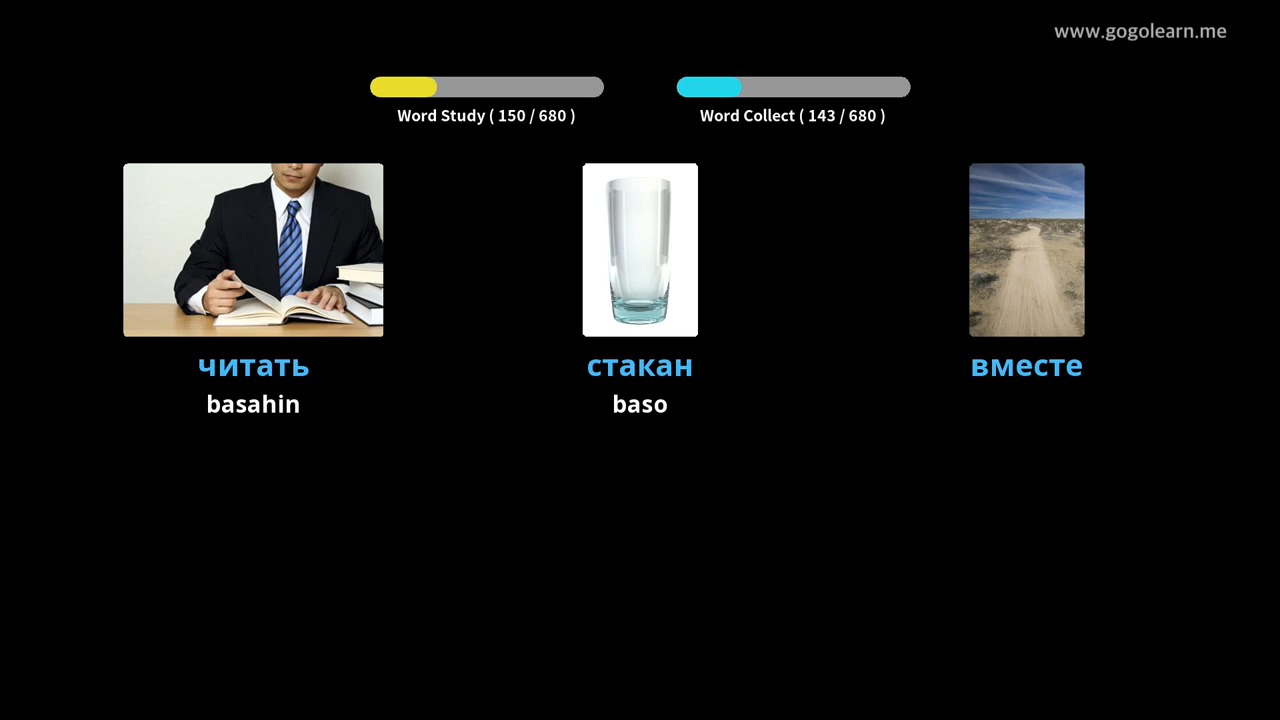 www.gogolearn.me
Word Study ( 150 / 680 )
Word Collect ( 143 / 680 )
читать
basahin
стакан
baso
вместе